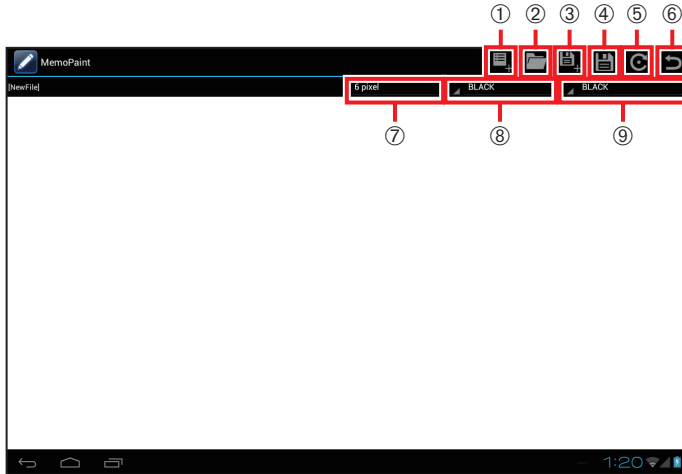 ① ② ③ ④ ⑤ ⑥
MemoPaint
[NewFile] 6 pixel BLACK BLACK
⑦ ⑧ ⑨
1:20